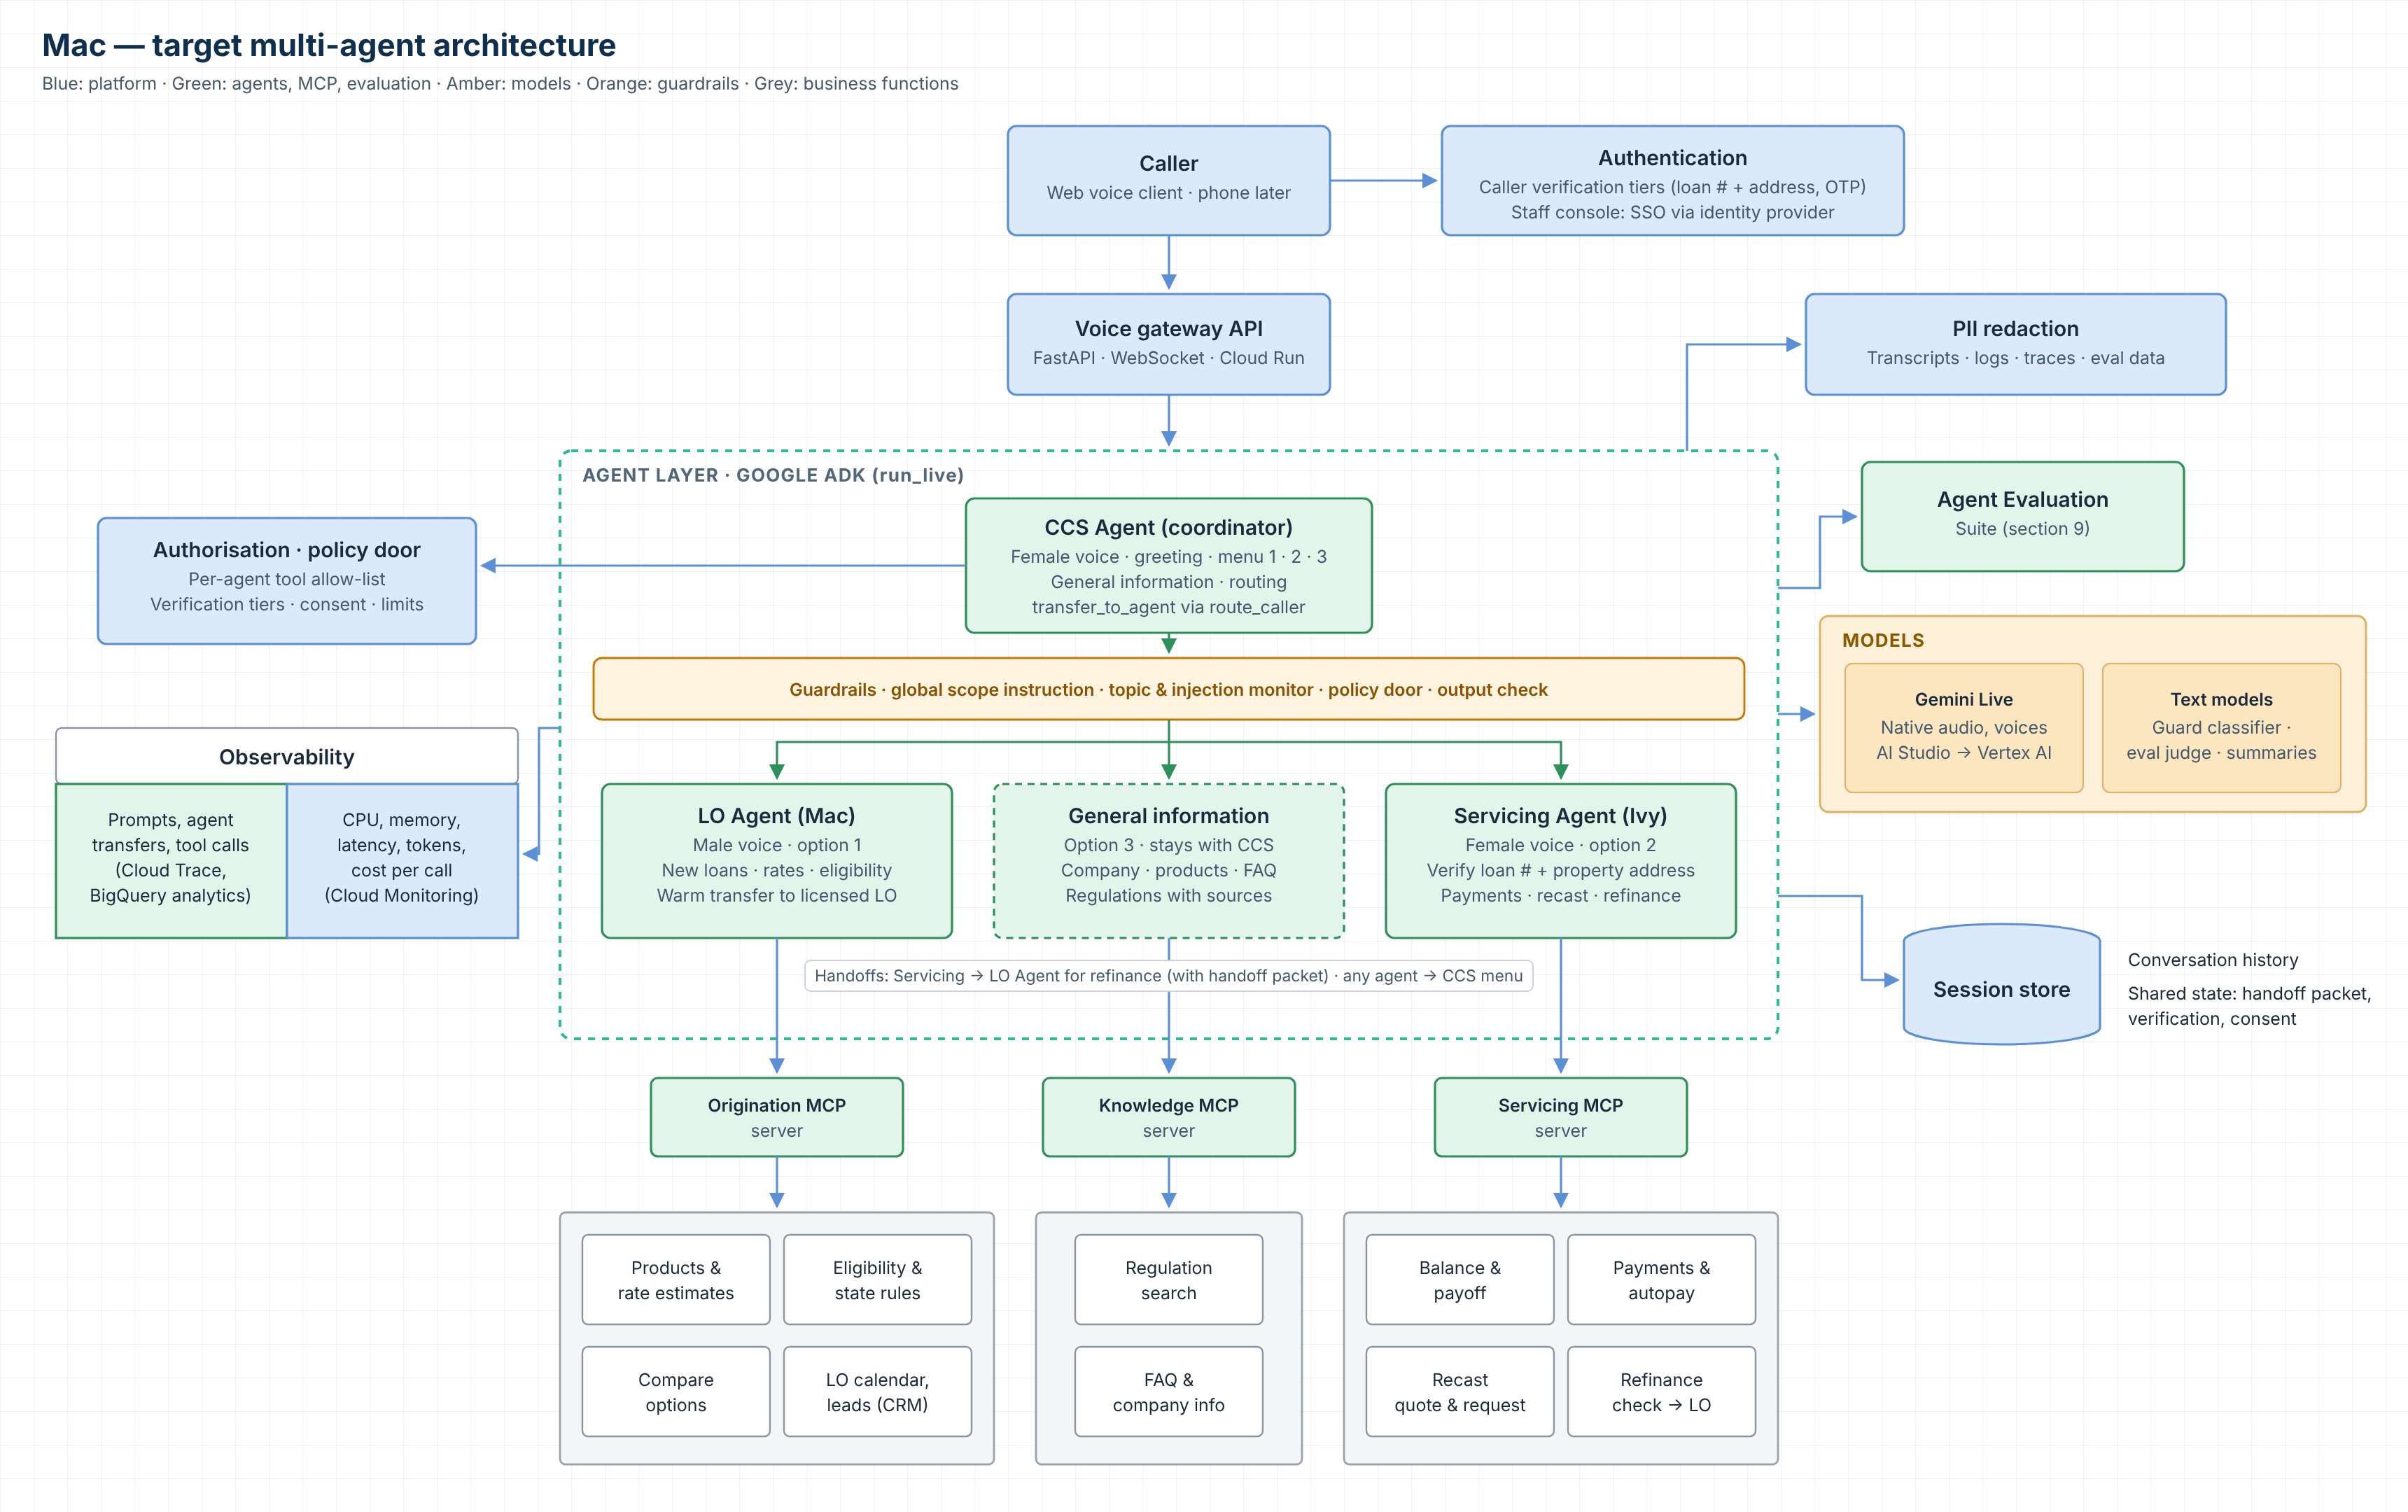 Mac — target multi-agent architecture
Blue: platform · Green: agents, MCP, evaluation · Amber: models · Orange: guardrails · Grey: business functions
Caller
Web voice client · phone later
Authentication
Caller verification tiers (loan # + address, OTP)
Staff console: SSO via identity provider
Voice gateway API
FastAPI · WebSocket · Cloud Run
PII redaction
Transcripts · logs · traces · eval data
AGENT LAYER · GOOGLE ADK (run_live)
CCS Agent (coordinator)
Female voice · greeting · menu 1 · 2 · 3
General information · routing
transfer_to_agent via route_caller
Agent Evaluation
Suite (section 9)
Authorisation · policy door
Per-agent tool allow-list
Verification tiers · consent · limits
Guardrails · global scope instruction · topic & injection monitor · policy door · output check
MODELS
Gemini Live
Native audio, voices
AI Studio → Vertex AI
Text models
Guard classifier ·
eval judge · summaries
Observability
Prompts, agent
transfers, tool calls
(Cloud Trace,
BigQuery analytics)
CPU, memory,
latency, tokens,
cost per call
(Cloud Monitoring)
LO Agent (Mac)
Male voice · option 1
New loans · rates · eligibility
Warm transfer to licensed LO
General information
Option 3 · stays with CCS
Company · products · FAQ
Regulations with sources
Servicing Agent (Ivy)
Female voice · option 2
Verify loan # + property address
Payments · recast · refinance
Handoffs: Servicing → LO Agent for refinance (with handoff packet) · any agent → CCS menu
Session store
Conversation history
Shared state: handoff packet,
verification, consent
Origination MCP
server
Knowledge MCP
server
Servicing MCP
server
Products &
rate estimates
Eligibility &
state rules
Compare
options
LO calendar,
leads (CRM)
Regulation
search
FAQ &
company info
Balance &
payoff
Payments &
autopay
Recast
quote & request
Refinance
check → LO